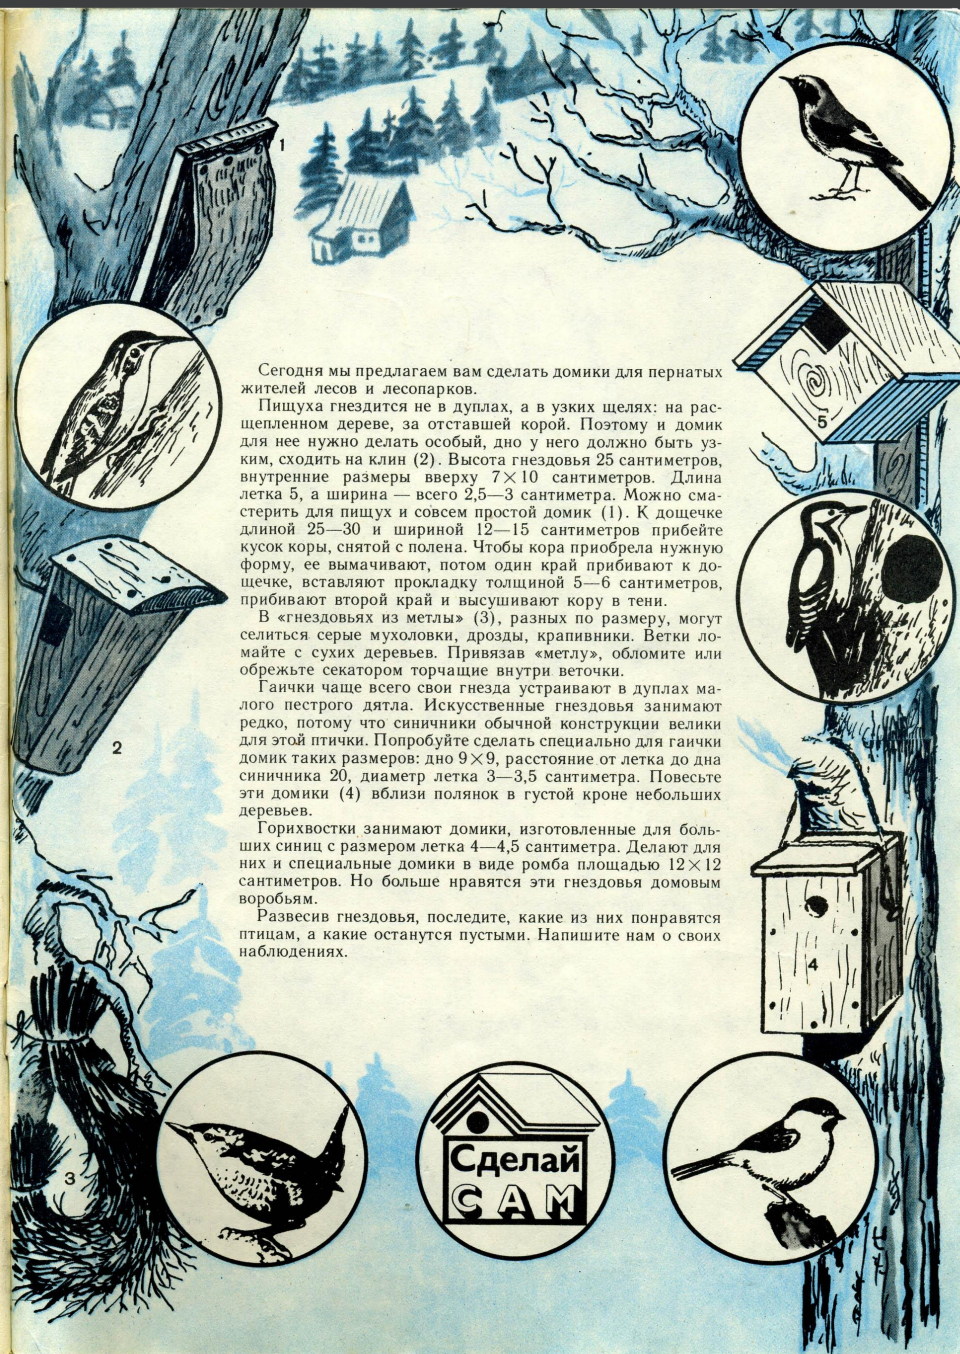 1
Сегодня мы предлагаем вам сделать домики для пернатых
жителей лесов и лесопарков.
Пищуха гнездится не в дуплах, а в узких щелях: на рас-
щепленном дереве, за отставшей корой. Поэтому и домик
для нее нужно делать особый, дно у него должно быть уз-
ким, сходить на клин (2). Высота гнездовья 25 сантиметров,
внутренние размеры вверху 7×10 сантиметров. Длина
летка 5, а ширина — всего 2,5—3 сантиметра. Можно сма-
стерить для пищух и совсем простой домик (1). К дощечке
длиной 25—30 и шириной 12—15 сантиметров прибейте
кусок коры, снятой с полена. Чтобы кора приобрела нужную
форму, ее вымачивают, потом один край прибивают к до-
щечке, вставляют прокладку толщиной 5—6 сантиметров,
прибивают второй край и высушивают кору в тени.
В «гнездовьях из метлы» (3), разных по размеру, могут
селиться серые мухоловки, дрозды, крапивники. Ветки ло-
майте с сухих деревьев. Привязав «метлу», обломите или
обрежьте секатором торчащие внутри веточки.
Гаички чаще всего свои гнезда устраивают в дуплах ма-
лого пестрого дятла. Искусственные гнездовья занимают
редко, потому что синичники обычной конструкции велики
для этой птички. Попробуйте сделать специально для гаички
домик таких размеров: дно 9×9, расстояние от летка до дна
синичника 20, диаметр летка 3—3,5 сантиметра. Повесьте
эти домики (4) вблизи полянок в густой кроне небольших
деревьев.
Горихвостки занимают домики, изготовленные для боль-
ших синиц с размером летка 4—4,5 сантиметра. Делают для
них и специальные домики в виде ромба площадью 12×12
сантиметров. Но больше нравятся эти гнездовья домовым
воробьям.
Развесив гнездовья, последите, какие из них понравятся
птицам, а какие останутся пустыми. Напишите нам о своих
наблюдениях.
5
2
4
3
Сделай
САМ